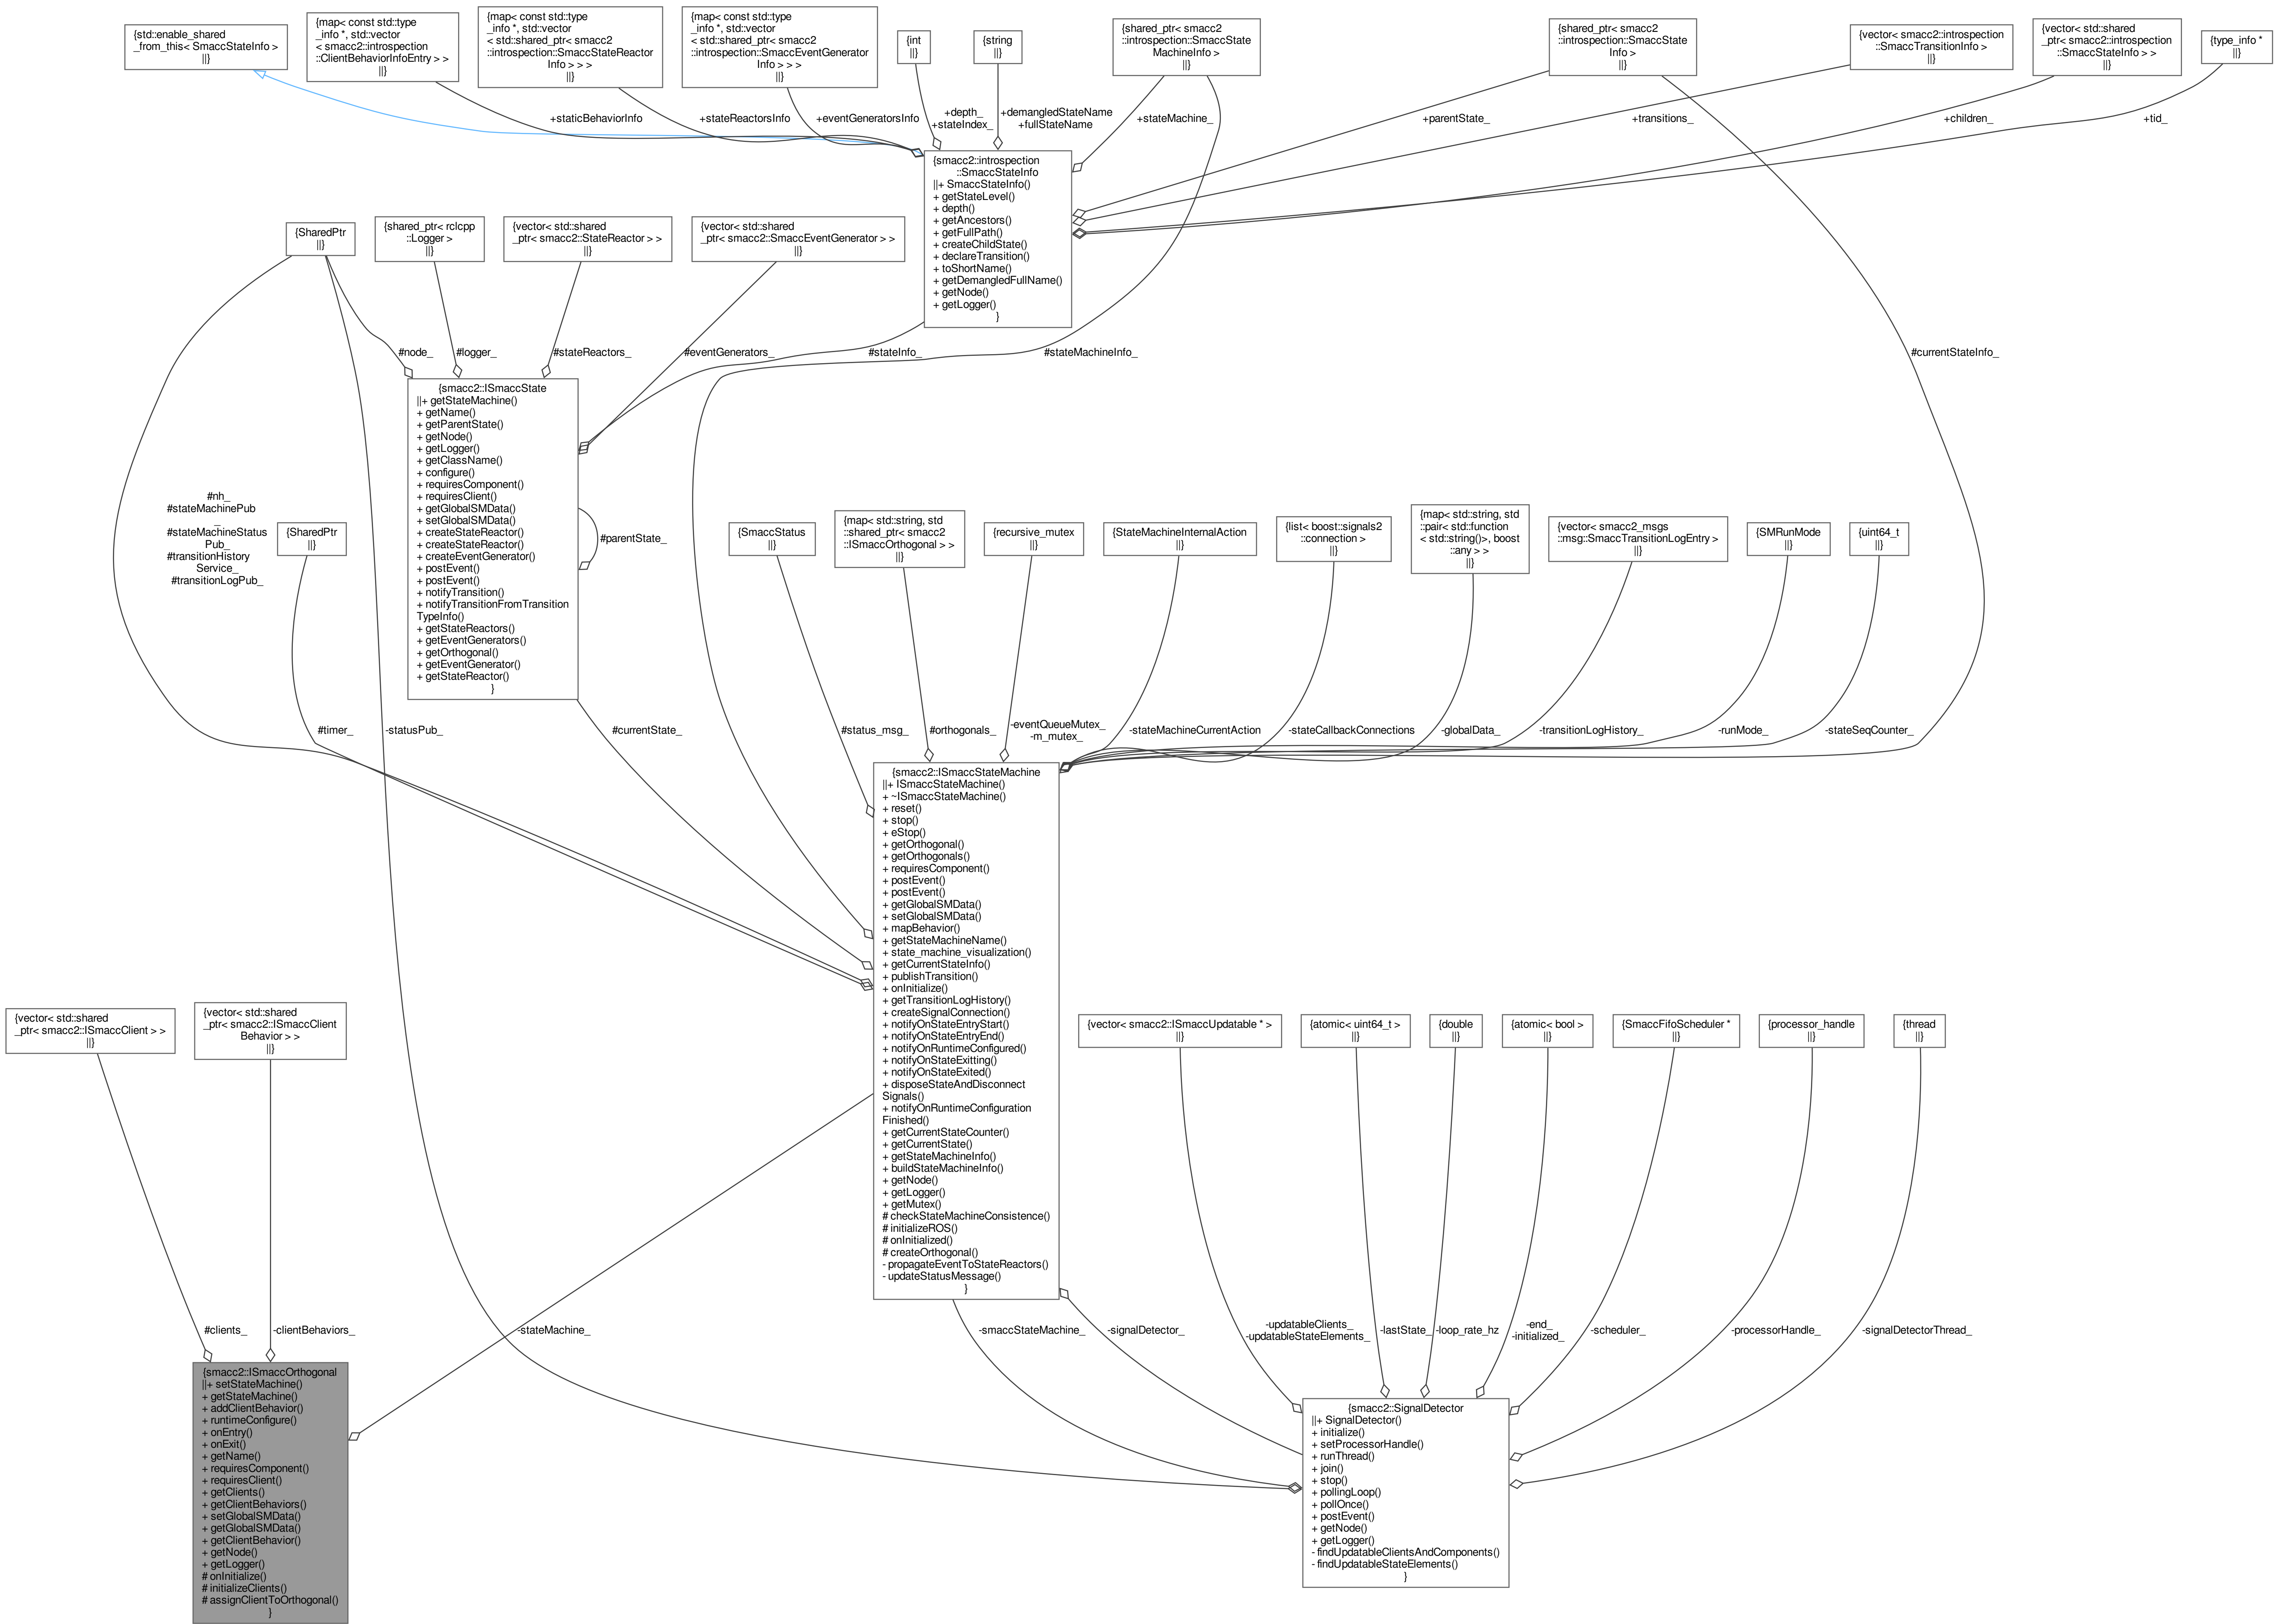 {std::enable_shared
_from_this< SmaccStateInfo >
||}
{map< const std::type
_info *, std::vector
< smacc2::introspection
::ClientBehaviorInfoEntry > >
||}
{map< const std::type
_info *, std::vector
< std::shared_ptr< smacc2
::introspection::SmaccStateReactor
Info > > >
||}
{map< const std::type
_info *, std::vector
< std::shared_ptr< smacc2
::introspection::SmaccEventGenerator
Info > > >
||}
{int
||}
{string
||}
{shared_ptr< smacc2
::introspection::SmaccState
MachineInfo >
||}
{shared_ptr< smacc2
::introspection::SmaccState
Info >
||}
{vector< smacc2::introspection
::SmaccTransitionInfo >
||}
{vector< std::shared
_ptr< smacc2::introspection
::SmaccStateInfo > >
||}
{type_info *
||}
+staticBehaviorInfo
+stateReactorsInfo
+eventGeneratorsInfo
+depth_
+stateIndex_
+demangledStateName
+fullStateName
+stateMachine_
+parentState_
+transitions_
+children_
+tid_
{smacc2::introspection
::SmaccStateInfo
||+ SmaccStateInfo()
+ getStateLevel()
+ depth()
+ getAncestors()
+ getFullPath()
+ createChildState()
+ declareTransition()
+ toShortName()
+ getDemangledFullName()
+ getNode()
+ getLogger()
}
{SharedPtr
||}
{shared_ptr< rclcpp
::Logger >
||}
{vector< std::shared
_ptr< smacc2::StateReactor > >
||}
{vector< std::shared
_ptr< smacc2::SmaccEventGenerator > >
||}
#node_
#logger_
#stateReactors_
#eventGenerators_
#stateInfo_
#stateMachineInfo_
#currentStateInfo_
{smacc2::ISmaccState
||+ getStateMachine()
+ getName()
+ getParentState()
+ getNode()
+ getLogger()
+ getClassName()
+ configure()
+ requiresComponent()
+ requiresClient()
+ getGlobalSMData()
+ setGlobalSMData()
+ createStateReactor()
+ createStateReactor()
+ createEventGenerator()
+ postEvent()
+ postEvent()
+ notifyTransition()
+ notifyTransitionFromTransition
TypeInfo()
+ getStateReactors()
+ getEventGenerators()
+ getOrthogonal()
+ getEventGenerator()
+ getStateReactor()
}
#parentState_
#nh_
#stateMachinePub
_
#stateMachineStatus
Pub_
#transitionHistory
Service_
#transitionLogPub_
{SharedPtr
||}
{SmaccStatus
||}
{map< std::string, std
::shared_ptr< smacc2
::ISmaccOrthogonal > >
||}
{recursive_mutex
||}
{StateMachineInternalAction
||}
{list< boost::signals2
::connection >
||}
{map< std::string, std
::pair< std::function
< std::string()>, boost
::any > >
||}
{vector< smacc2_msgs
::msg::SmaccTransitionLogEntry >
||}
{SMRunMode
||}
{uint64_t
||}
#timer_
-statusPub_
#currentState_
#status_msg_
#orthogonals_
-eventQueueMutex_
-m_mutex_
-stateMachineCurrentAction
-stateCallbackConnections
-globalData_
-transitionLogHistory_
-runMode_
-stateSeqCounter_
{smacc2::ISmaccStateMachine
||+ ISmaccStateMachine()
+ ~ISmaccStateMachine()
+ reset()
+ stop()
+ eStop()
+ getOrthogonal()
+ getOrthogonals()
+ requiresComponent()
+ postEvent()
+ postEvent()
+ getGlobalSMData()
+ setGlobalSMData()
+ mapBehavior()
+ getStateMachineName()
+ state_machine_visualization()
+ getCurrentStateInfo()
+ publishTransition()
+ onInitialize()
+ getTransitionLogHistory()
+ createSignalConnection()
+ notifyOnStateEntryStart()
+ notifyOnStateEntryEnd()
+ notifyOnRuntimeConfigured()
+ notifyOnStateExitting()
+ notifyOnStateExited()
+ disposeStateAndDisconnect
Signals()
+ notifyOnRuntimeConfiguration
Finished()
+ getCurrentStateCounter()
+ getCurrentState()
+ getStateMachineInfo()
+ buildStateMachineInfo()
+ getNode()
+ getLogger()
+ getMutex()
# checkStateMachineConsistence()
# initializeROS()
# onInitialized()
# createOrthogonal()
- propagateEventToStateReactors()
- updateStatusMessage()
}
{vector< std::shared
_ptr< smacc2::ISmaccClient > >
||}
{vector< std::shared
_ptr< smacc2::ISmaccClient
Behavior > >
||}
{vector< smacc2::ISmaccUpdatable * >
||}
{atomic< uint64_t >
||}
{double
||}
{atomic< bool >
||}
{SmaccFifoScheduler *
||}
{processor_handle
||}
{thread
||}
#clients_
-clientBehaviors_
-stateMachine_
-smaccStateMachine_
-signalDetector_
-updatableClients_
-updatableStateElements_
-lastState_
-loop_rate_hz
-end_
-initialized_
-scheduler_
-processorHandle_
-signalDetectorThread_
{smacc2::ISmaccOrthogonal
||+ setStateMachine()
+ getStateMachine()
+ addClientBehavior()
+ runtimeConfigure()
+ onEntry()
+ onExit()
+ getName()
+ requiresComponent()
+ requiresClient()
+ getClients()
+ getClientBehaviors()
+ setGlobalSMData()
+ getGlobalSMData()
+ getClientBehavior()
+ getNode()
+ getLogger()
# onInitialize()
# initializeClients()
# assignClientToOrthogonal()
}
{smacc2::SignalDetector
||+ SignalDetector()
+ initialize()
+ setProcessorHandle()
+ runThread()
+ join()
+ stop()
+ pollingLoop()
+ pollOnce()
+ postEvent()
+ getNode()
+ getLogger()
- findUpdatableClientsAndComponents()
- findUpdatableStateElements()
}